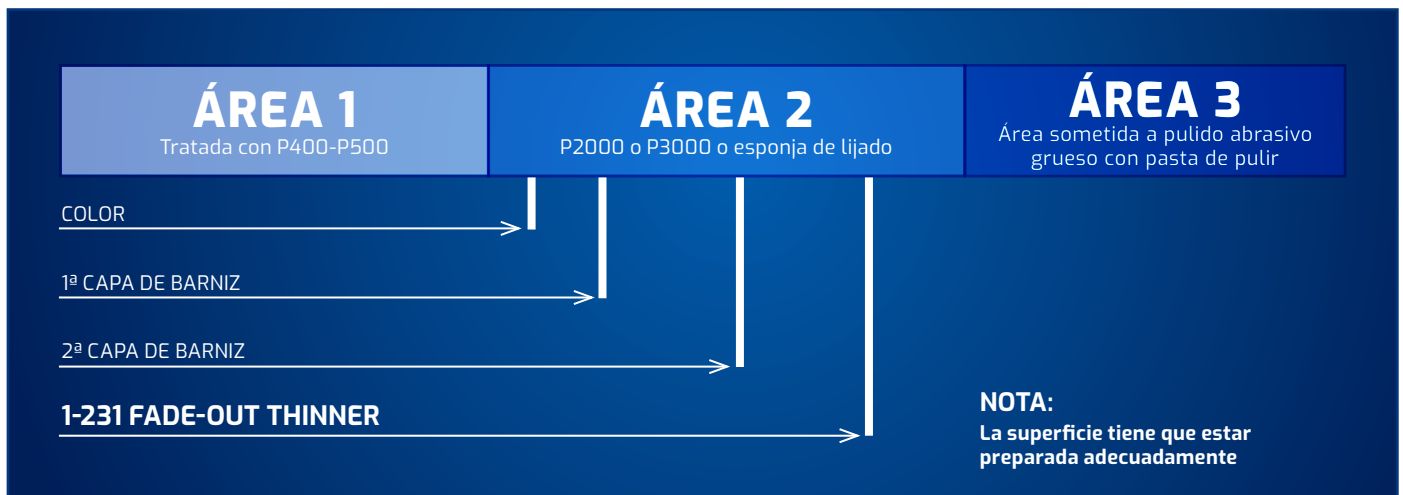 ÁREA 1
Tratada con P400-P500
ÁREA 2
P2000 o P3000 o esponja de lijado
ÁREA 3
Área sometida a pulido abrasivo
grueso con pasta de pulir
COLOR
1ª CAPA DE BARNIZ
2ª CAPA DE BARNIZ
1-231 FADE-OUT THINNER
NOTA:
La superficie tiene que estar
preparada adecuadamente